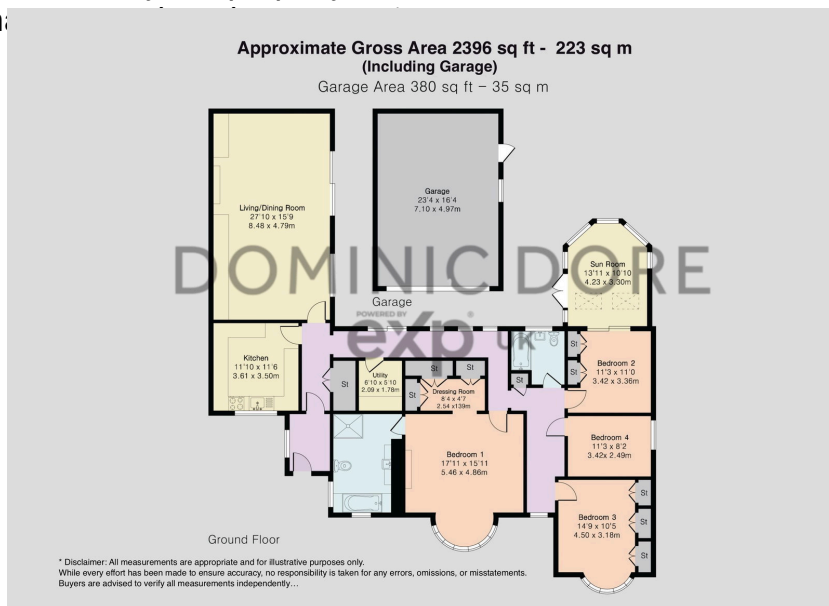 Approximate Gross Area 2396 sq ft - 223 sq m
(Including Garage)
Garage Area 380 sq ft – 35 sq m
Living/Dining Room
27'10 x 15'9
8.48 x 4.79m
Garage
23'4 x 16'4
7.10 x 4.97m
Sun Room
13'11 x 10'10
4.23 x 3.30m
DOMINIC DORE
Garage
POWERED BY
exp® UK
Kitchen
11'10 x 11'6
3.61 x 3.50m
St
Utility
6'10 x 5'10
2.09 x 1.78m
St
St
St
Dressing Room
8'4 x 4'7
2.54 x139m
St
St
St
Bedroom 2
11'3 x 11'0
3.42 x 3.36m
Bedroom 1
17'11 x 15'11
5.46 x 4.86m
Bedroom 4
11'3 x 8'2
3.42x 2.49m
Bedroom 3
14'9 x 10'5
4.50 x 3.18m
St
St
St
Ground Floor
* Disclaimer: All measurements are appropriate and for illustrative purposes only.
While every effort has been made to ensure accuracy, no responsibility is taken for any errors, omissions, or misstatements.
Buyers are advised to verify all measurements independently…